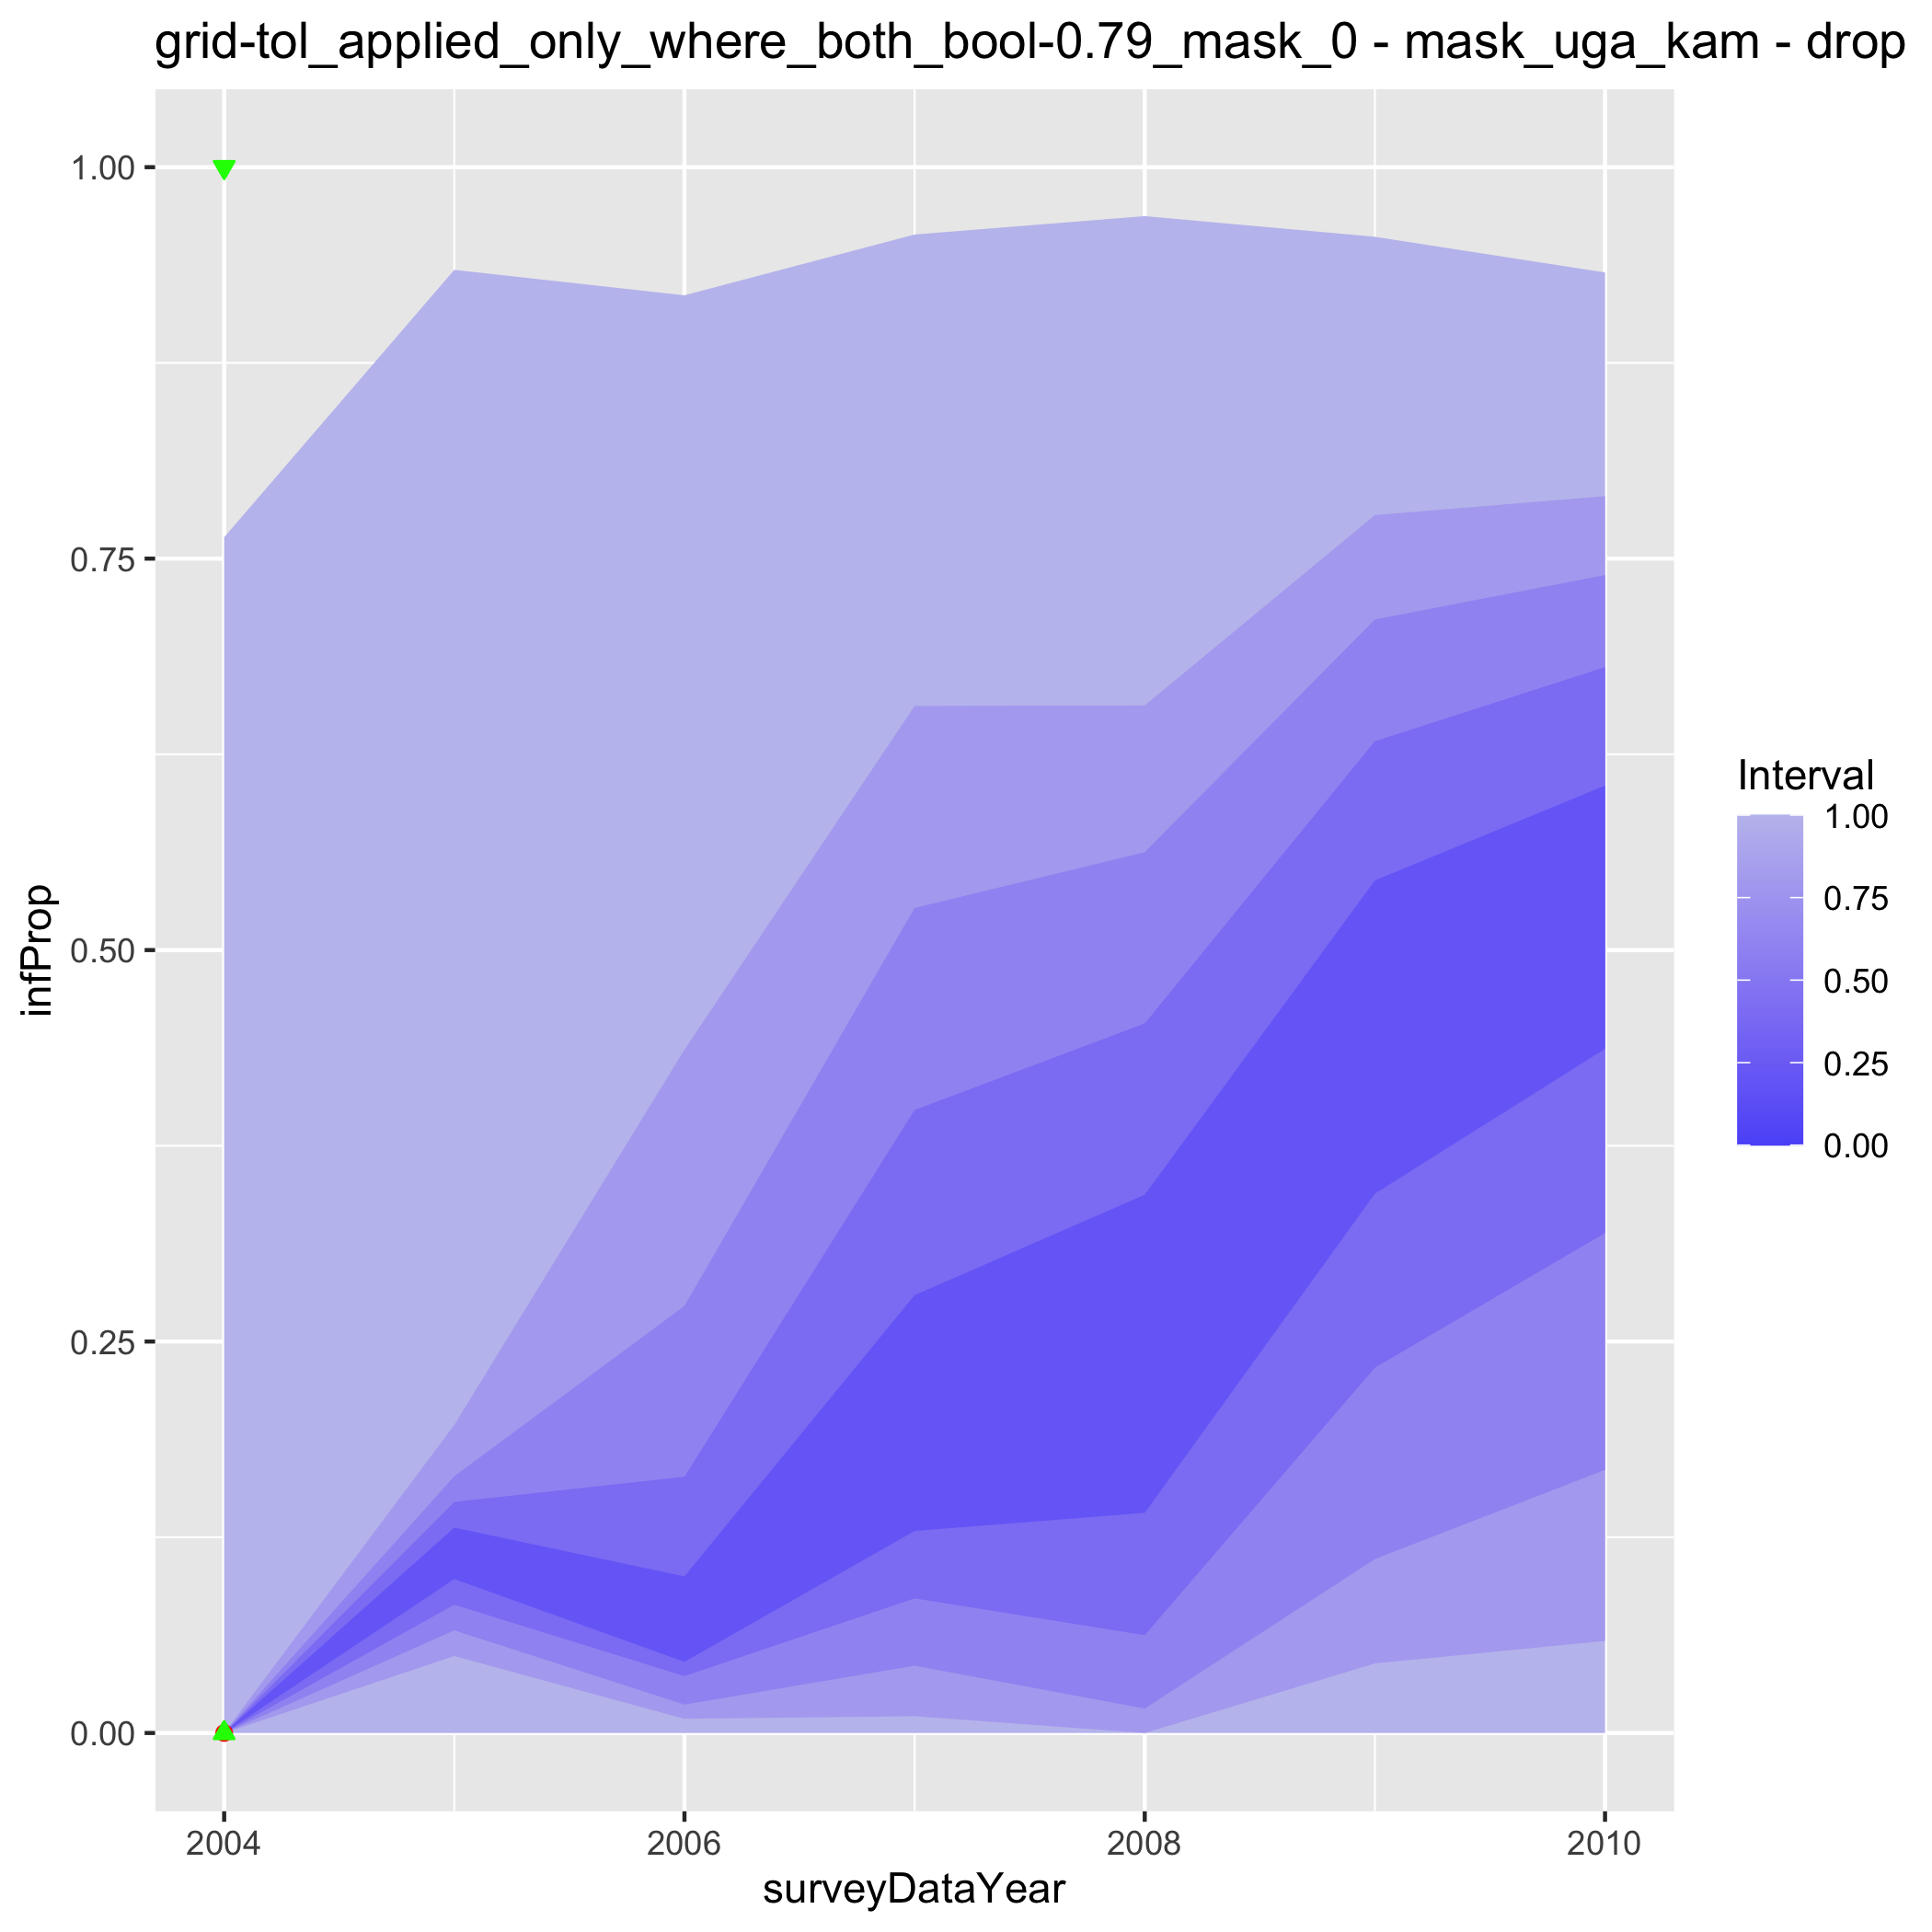 grid-tol_applied_only_where_both_bool-0.79_mask_0 - mask_uga_kam - drop
1.00
0.75
0.50
0.25
0.00
infProp
2004 2006 2008 2010
surveyDataYear
Interval
1.00
0.75
0.50
0.25
0.00